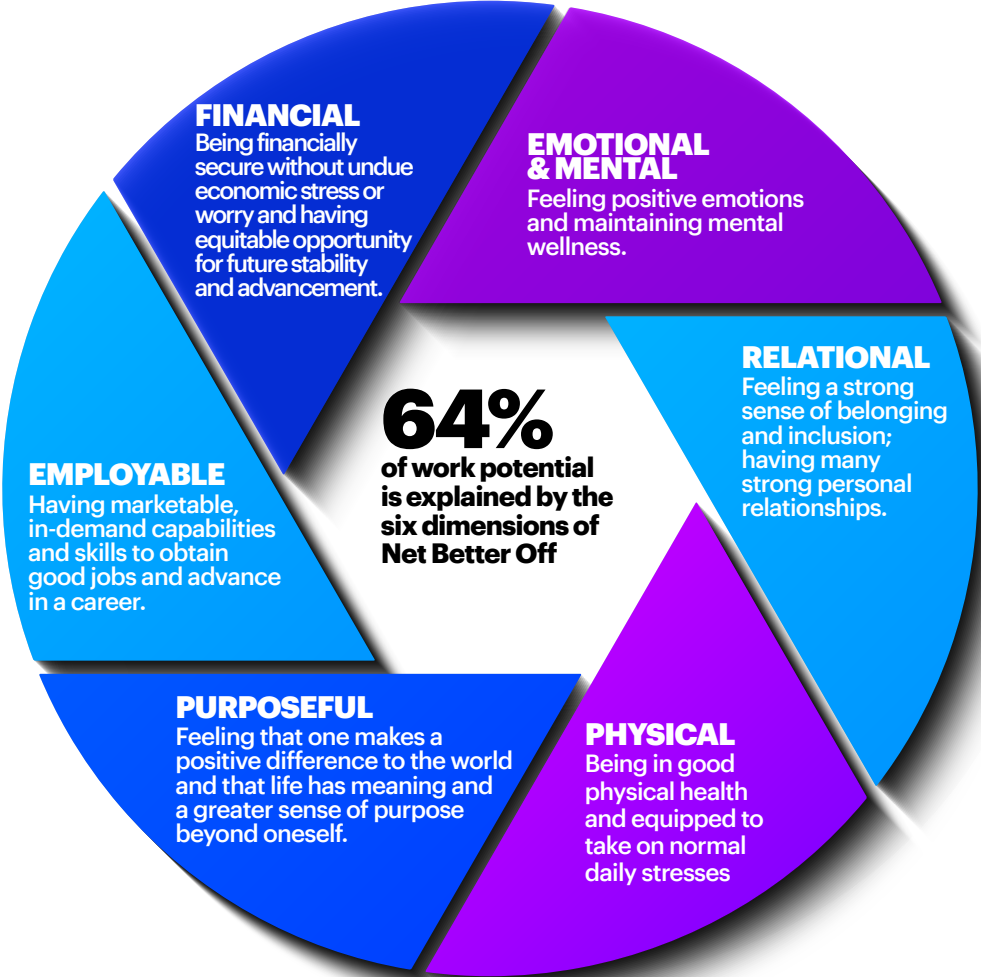 FINANCIAL
Being financially
secure without undue
economic stress or
worry and having
equitable opportunity
for future stability
and advancement.
EMOTIONAL
& MENTAL
Feeling positive emotions
and maintaining mental
wellness.
RELATIONAL
Feeling a strong
sense of belonging
and inclusion;
having many
strong personal
relationships.
64%
of work potential
is explained by the
six dimensions of
Net Better Off
EMPLOYABLE
Having marketable,
in-demand capabilities
and skills to obtain
good jobs and advance
in a career.
PURPOSEFUL
Feeling that one makes a
positive difference to the world
and that life has meaning and
a greater sense of purpose
beyond oneself.
PHYSICAL
Being in good
physical health
and equipped to
take on normal
daily stresses